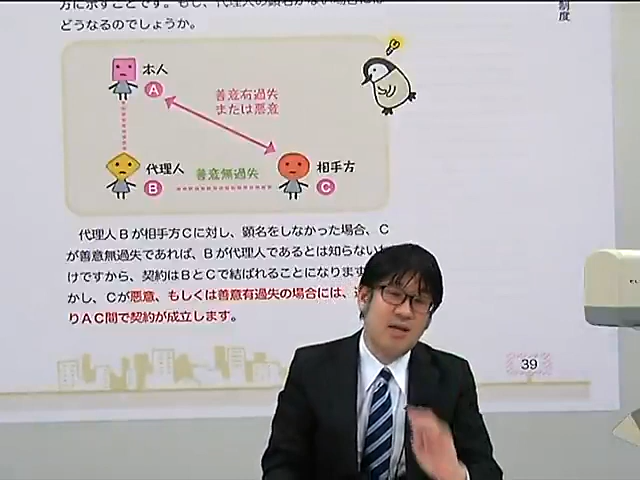 方に示すことです。もし、代理人の顕名がない場合には
どうなるのでしょうか。
制度
本人
A
善意有過失
または悪意
代理人
B
善意無過失
相手方
C
代理人Bが相手方Cに対し、顕名をしなかった場合、C
が善意無過失であれば、Bが代理人であるとは知らないわ
けですから、契約はBとCで結ばれることになります
かし、Cが悪意、もしくは善意有過失の場合には、
りAC間で契約が成立します。
39